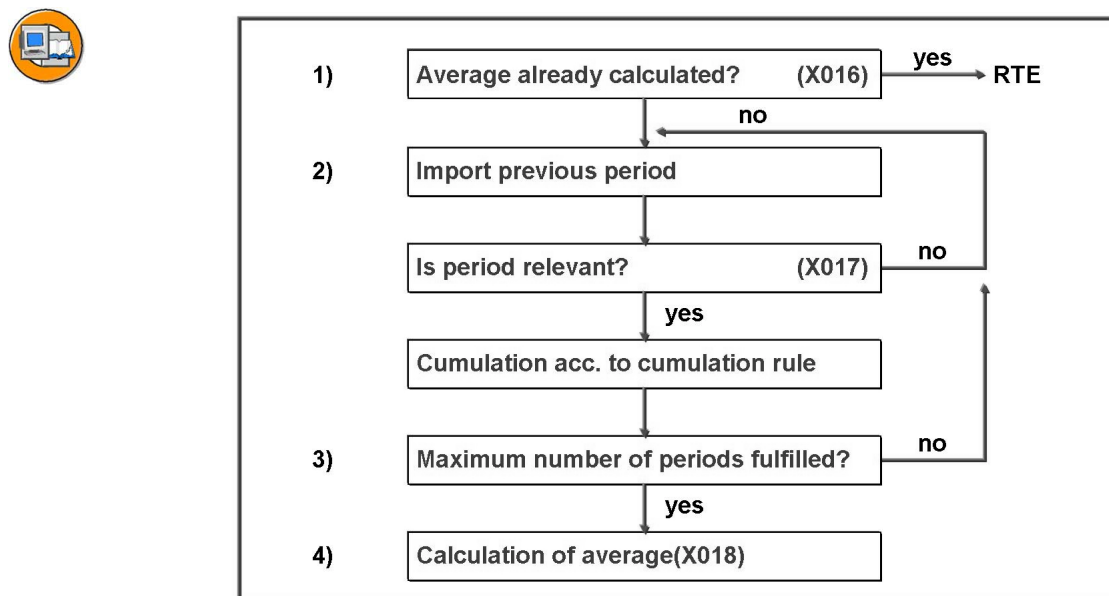 1) Average already calculated? (X016) yes RTE
no
2) Import previous period
Is period relevant? (X017) no
yes
Cumulation acc. to cumulation rule
3) Maximum number of periods fulfilled? no
yes
4) Calculation of average(X018)